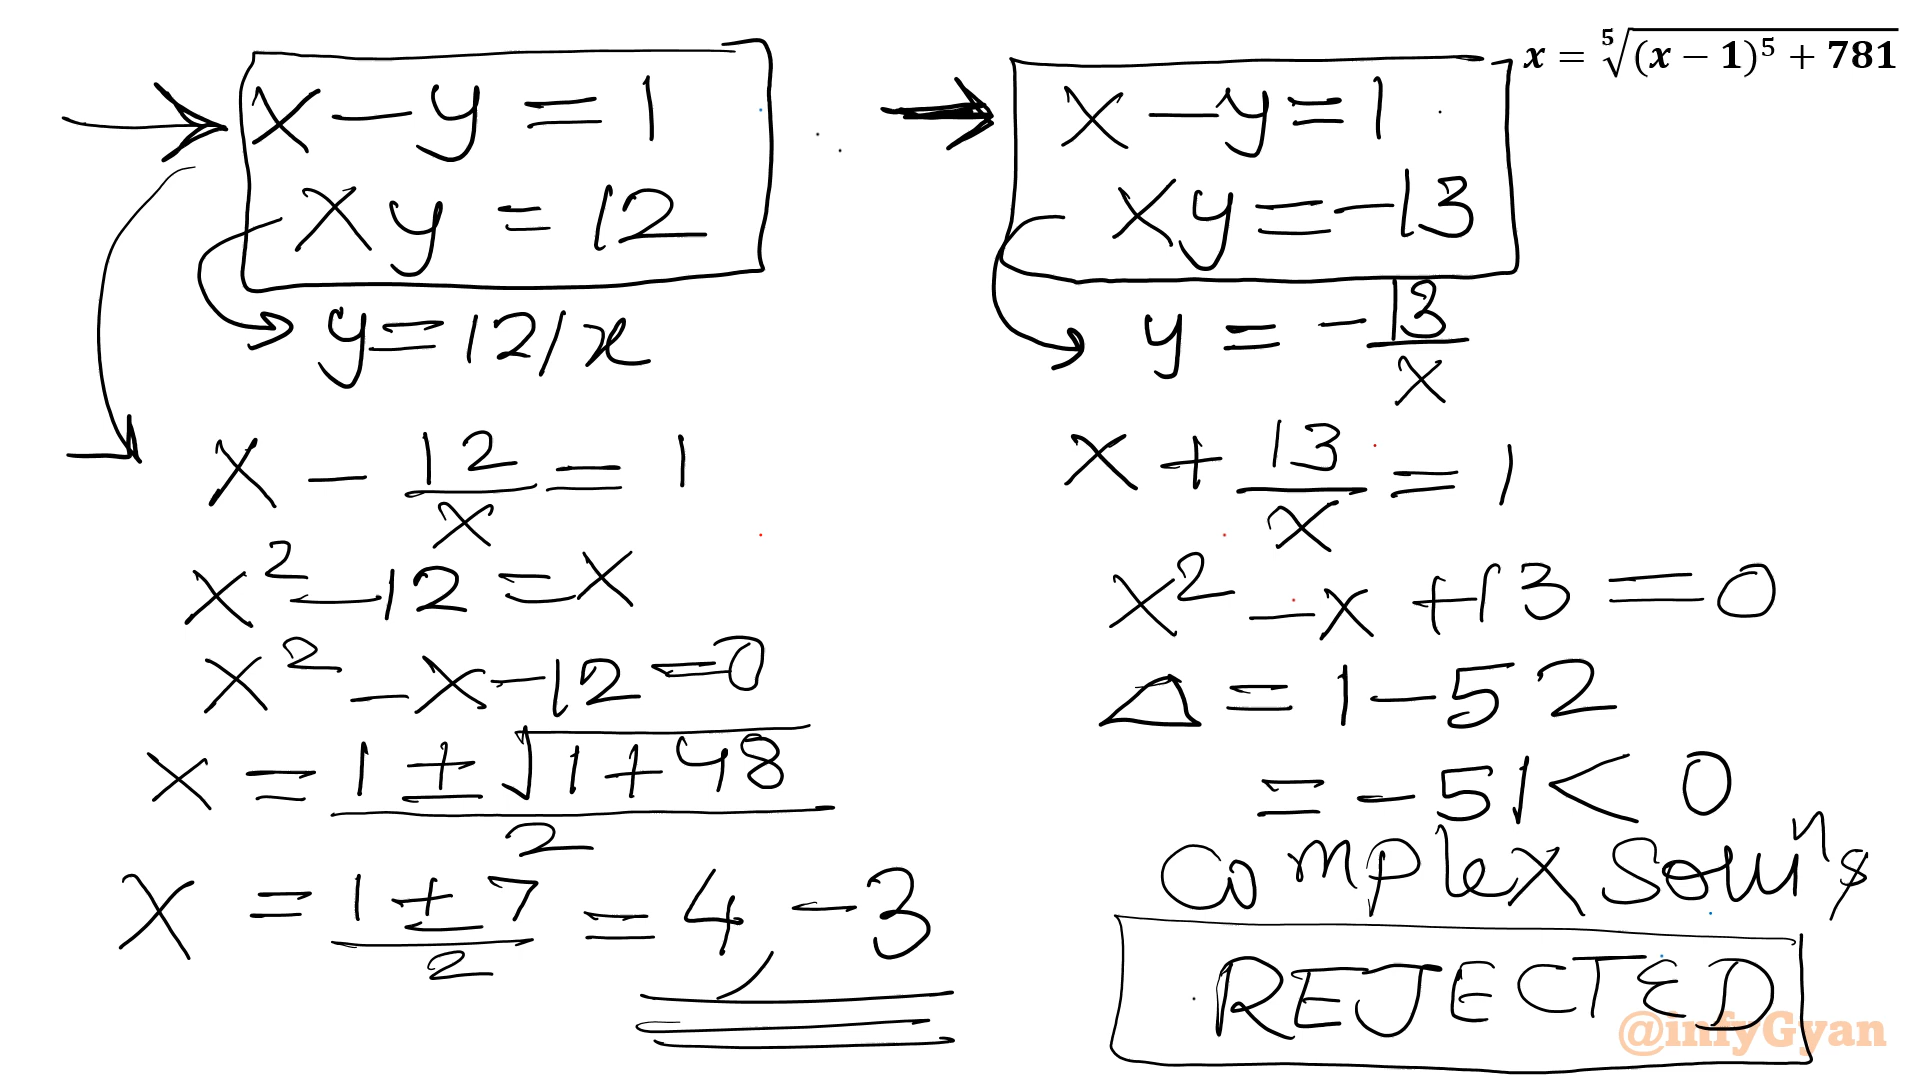 x = ⁵√((x − 1)⁵ + 781)
x − y = 1
xy = 12
y = 12/x
x − 12/x = 1
x² − 12 = x
x² − x − 12 = 0
x = (1 ± √(1 + 48))/2
x = (1 ± 7)/2 = 4, −3
x − y = 1
xy = −13
y = −13/x
x + 13/x = 1
x² − x + 13 = 0
Δ = 1 − 52
= −51 < 0
complex solu^n's
REJECTED
@infyGyan